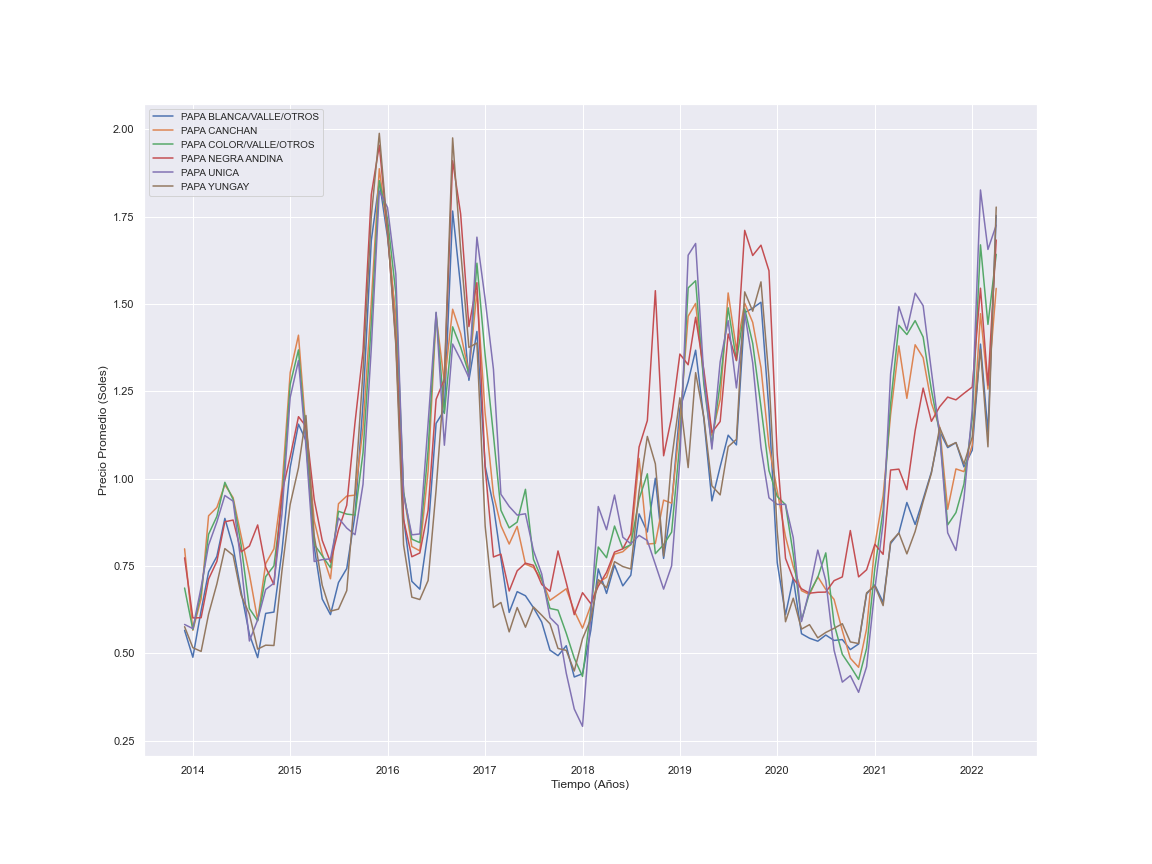 PAPA BLANCA/VALLE/OTROS
PAPA CANCHAN
PAPA COLOR/VALLE/OTROS
PAPA NEGRA ANDINA
PAPA UNICA
PAPA YUNGAY
Precio Promedio (Soles)
2.00
1.75
1.50
1.25
1.00
0.75
0.50
0.25
2014 2015 2016 2017 2018 2019 2020 2021 2022
Tiempo (Años)